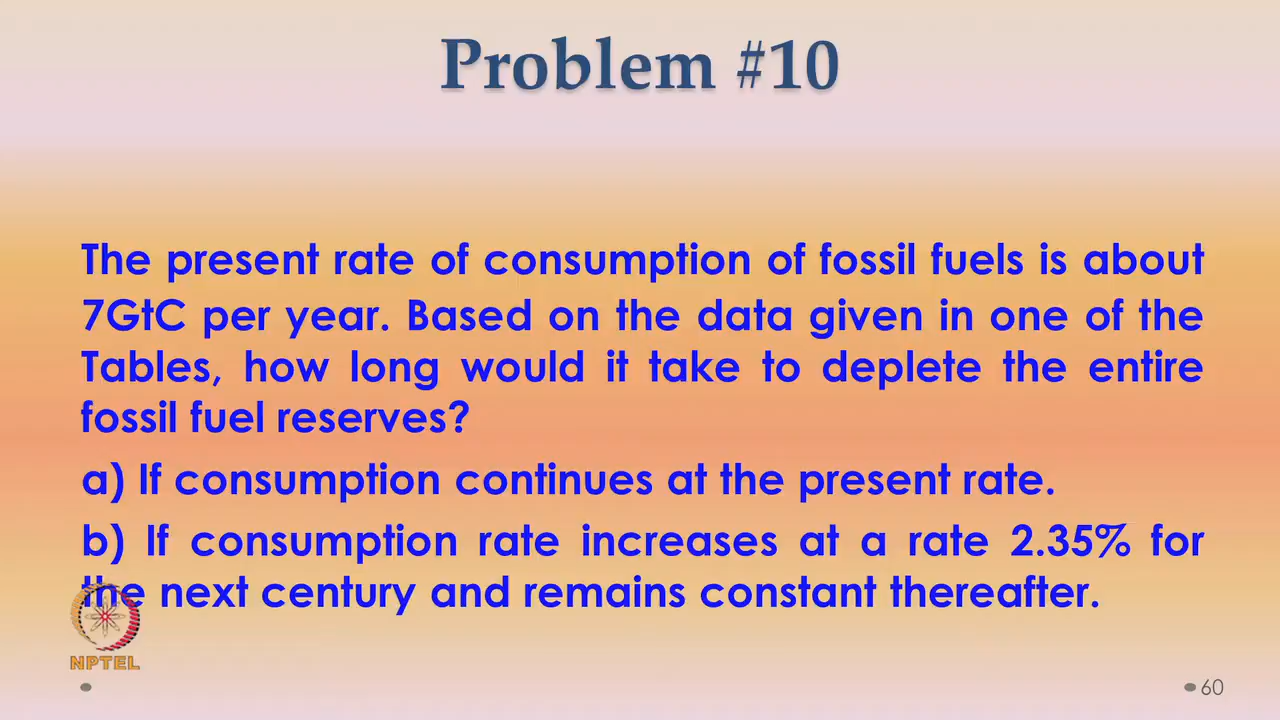 Problem #10
The present rate of consumption of fossil fuels is about
7GtC per year. Based on the data given in one of the
Tables, how long would it take to deplete the entire
fossil fuel reserves?
a) If consumption continues at the present rate.
b) If consumption rate increases at a rate 2.35% for
the next century and remains constant thereafter.
NPTEL
60